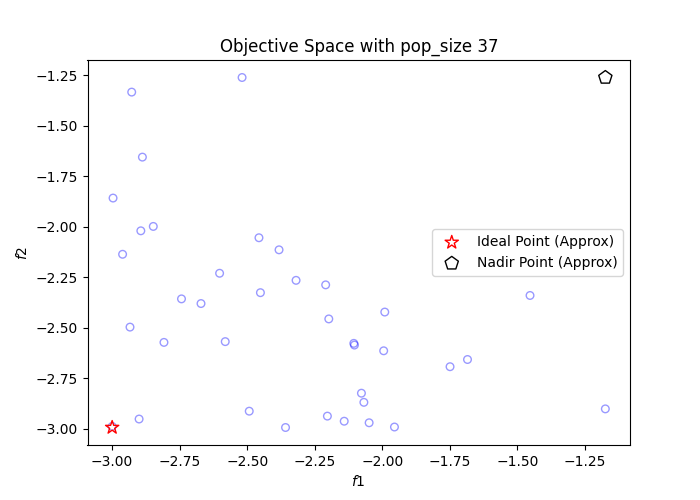 Objective Space with pop_size 37
−1.25
−1.50
−1.75
−2.00
−2.25
−2.50
−2.75
−3.00
f2
Ideal Point (Approx)
Nadir Point (Approx)
−3.00 −2.75 −2.50 −2.25 −2.00 −1.75 −1.50 −1.25
f1